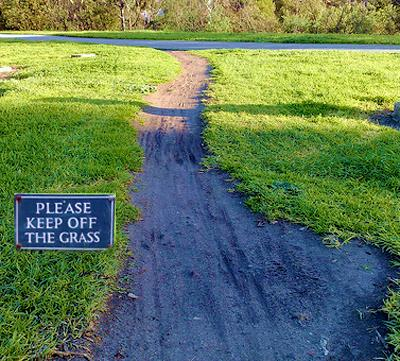 PLEASE
KEEP OFF
THE GRASS